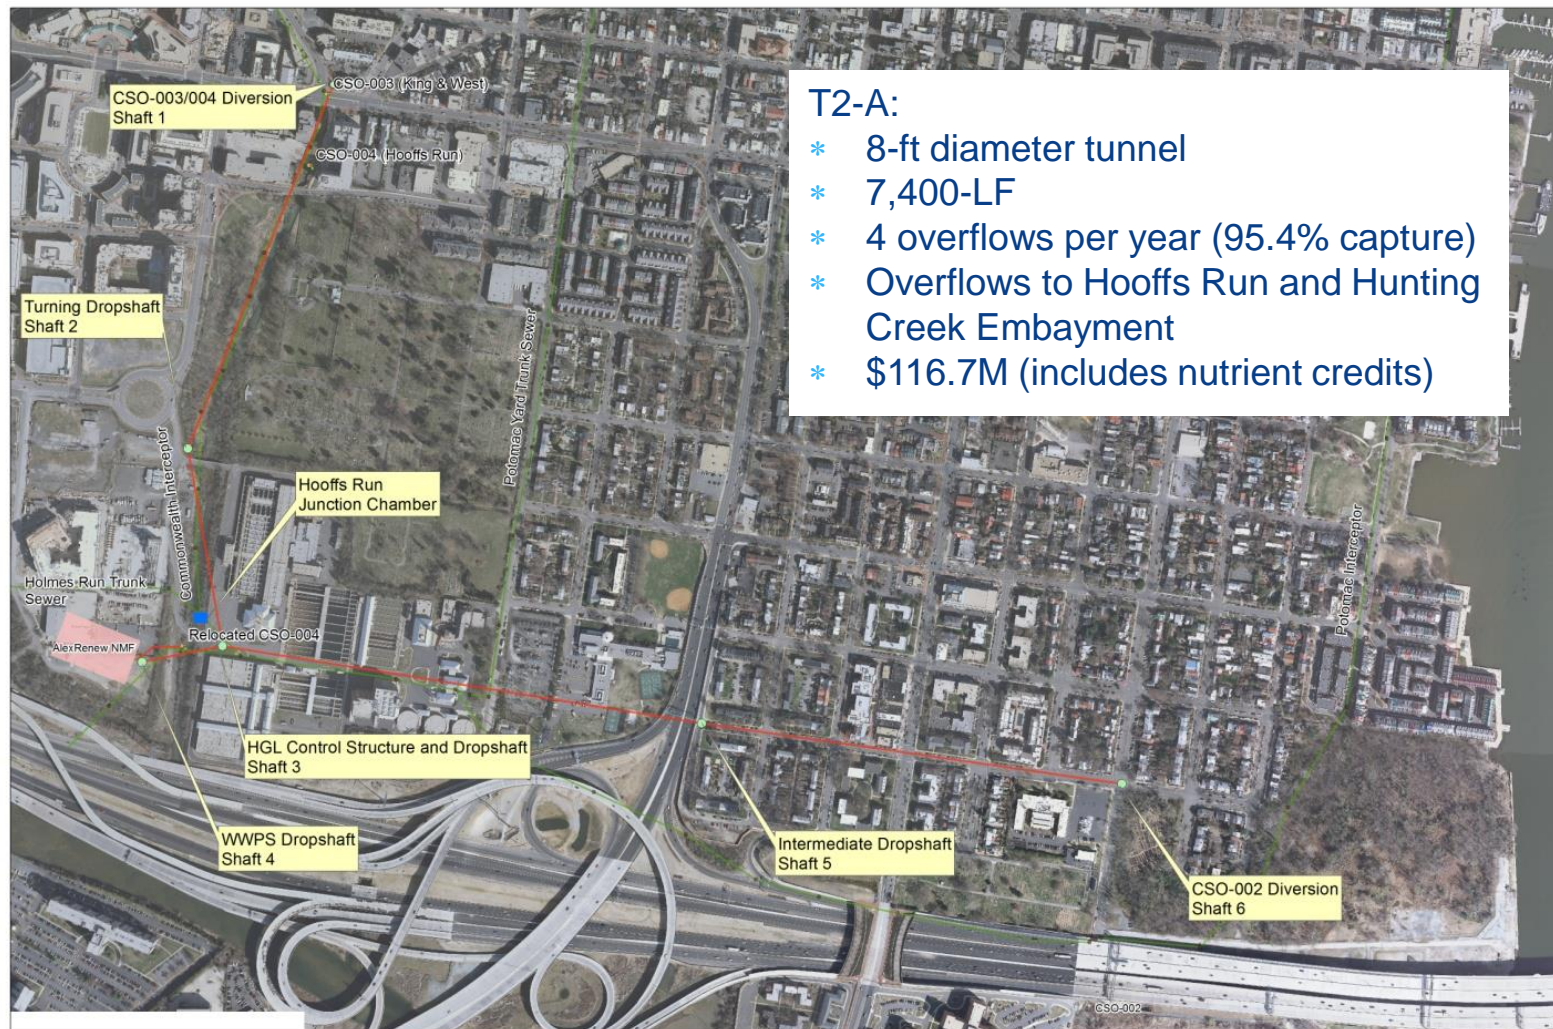 CSO-003 (King & West)
CSO-003/004 Diversion
Shaft 1
CSO-004 (Hooffs Run)
T2-A:
* 8-ft diameter tunnel
* 7,400-LF
* 4 overflows per year (95.4% capture)
* Overflows to Hooffs Run and Hunting
Creek Embayment
* $116.7M (includes nutrient credits)
Turning Dropshaft
Shaft 2
Potomac Yard Trunk Sewer
Commonwealth Interceptor
Hooffs Run
Junction Chamber
Potomac Interceptor
Holmes Run Trunk
Sewer
Relocated CSO-004
AlexRenew NMF
HGL Control Structure and Dropshaft
Shaft 3
WWPS Dropshaft
Shaft 4
Intermediate Dropshaft
Shaft 5
CSO-002 Diversion
Shaft 6
CSO-002